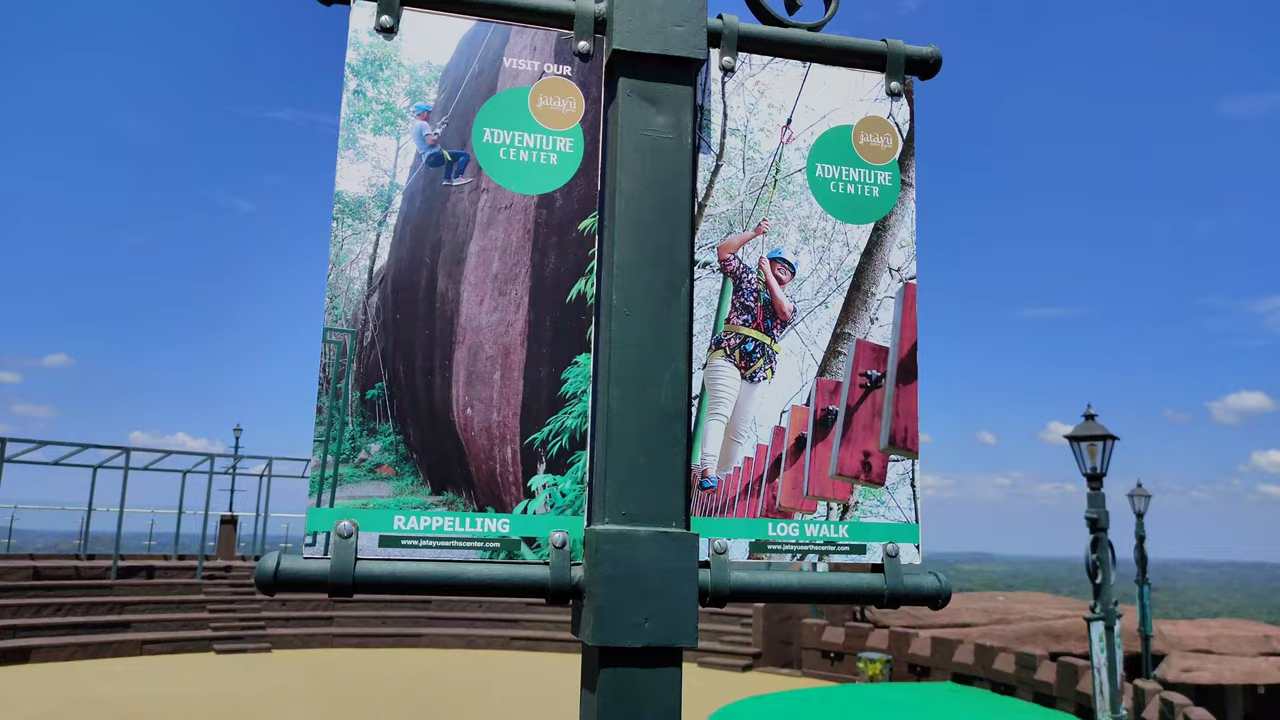 VISIT OUR
jatayu
ADVENTURE
CENTER
RAPPELLING
www.jatayuearthscenter.com
jatayu
ADVENTURE
CENTER
LOG WALK
www.jatayuearthscenter.com